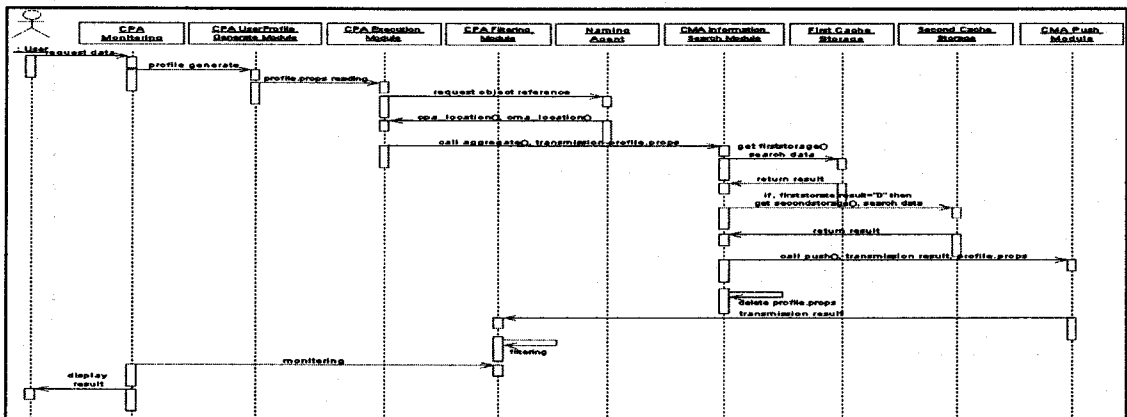 CPA
Monitering
CPA UserProfile
Generate Module
CPA Execution
Module
CPA Filtering
Module
Naming
Agent
CMA Information
Search Module
First Cache
Storage
Second Cache
Storage
CMA Push
Module
: User
request data
profile generate
profile.props reading
request object reference
cpa_location(), cma_location()
call aggregate(), transmission profile.props
get firststorage()
search data
return result
if, firststorate.result="0" then
get secondstorage(), search data
return result
call push(), transmission result, profile.props
delete profile.props
transmission result
filtering
monitering
display
result